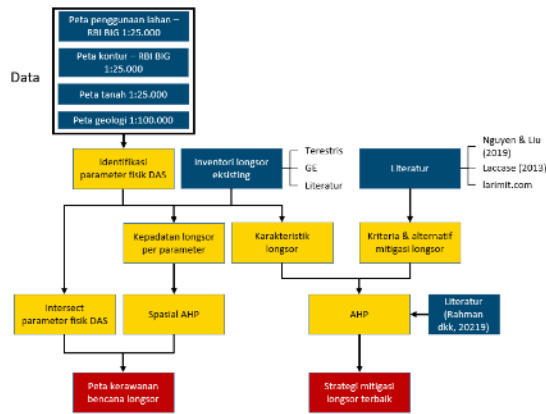 Peta penggunaan lahan –
RBI BIG 1:25.000
Peta kontur – RBI BIG
1:25.000
Data
Peta tanah 1:25.000
Peta geologi 1:100.000
Identifikasi
parameter fisik DAS
Inventori longsor
eksisting
Terestris
GE
Literatur
Literatur
Nguyen & Liu
(2019)
Laccase (2013)
larimit.com
Kepadatan longsor
per parameter
Karakteristik
longsor
Kriteria & alternatif
mitigasi longsor
Intersect
parameter fisik DAS
Spasial AHP
AHP
Literatur
(Rahman
dkk, 20219)
Peta kerawanan
bencana longsor
Strategi mitigasi
longsor terbaik